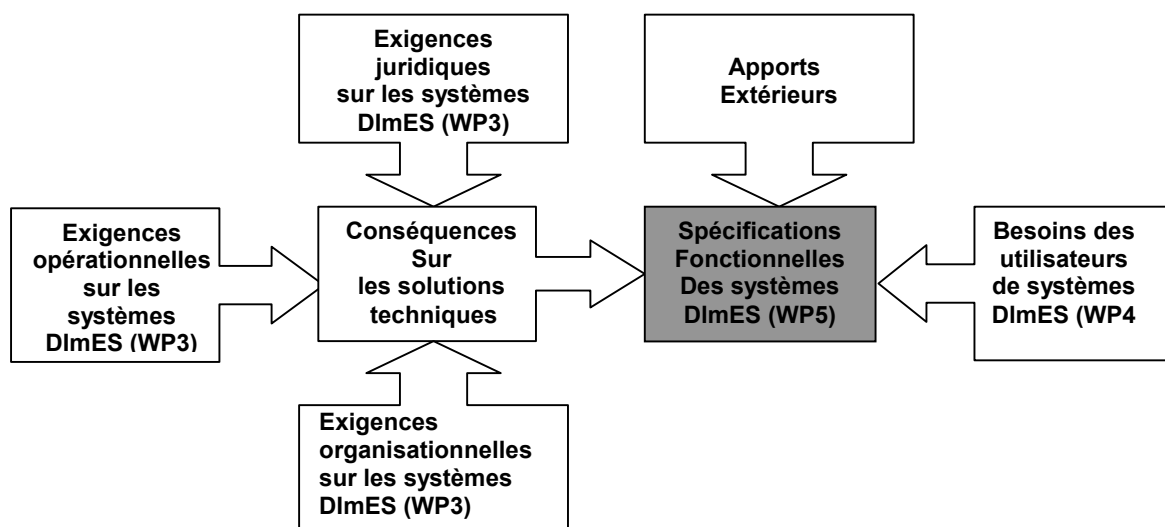 Exigences
juridiques
sur les systèmes
DImES (WP3)
Apports
Extérieurs
Exigences
opérationnelles
sur les
systèmes
DImES (WP3)
Conséquences
Sur
les solutions
techniques
Spécifications
Fonctionnelles
Des systèmes
DImES (WP5)
Besoins des
utilisateurs
de systèmes
DImES (WP4
Exigences
organisationnelles
sur les systèmes
DImES (WP3)